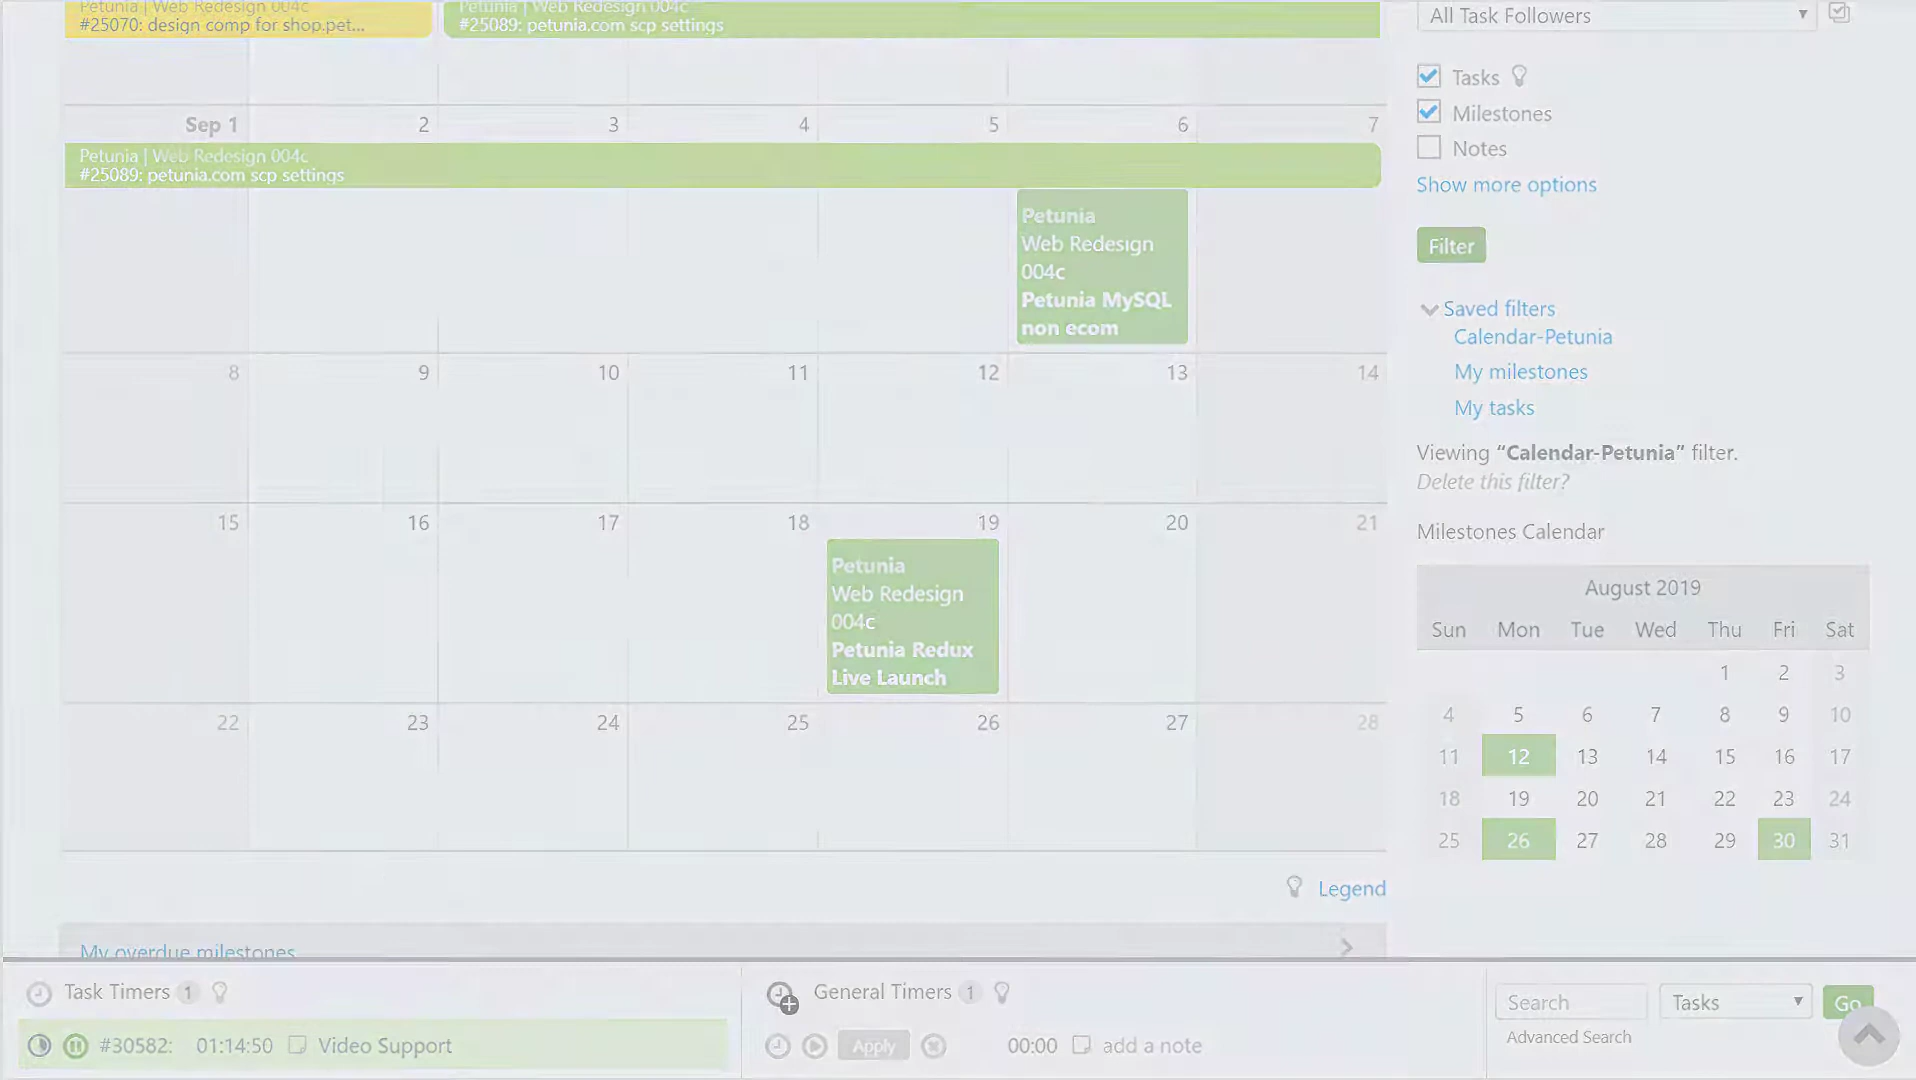 Petunia | Web Redesign 004c
#25070: design comp for shop.pet...
Petunia | Web Redesign 004c
#25089: petunia.com scp settings
Sep 1 2 3 4 5 6 7
Petunia | Web Redesign 004c
#25089: petunia.com scp settings
Petunia
Web Redesign
004c
Petunia MySQL
non ecom
8 9 10 11 12 13 14
15 16 17 18 19 20 21
Petunia
Web Redesign
004c
Petunia Redux
Live Launch
22 23 24 25 26 27 28
Legend
My overdue milestones
All Task Followers
Tasks
Milestones
Notes
Show more options
Filter
Saved filters
Calendar-Petunia
My milestones
My tasks
Viewing “Calendar-Petunia” filter.
Delete this filter?
Milestones Calendar
August 2019
Sun Mon Tue Wed Thu Fri Sat
1 2 3
4 5 6 7 8 9 10
11 12 13 14 15 16 17
18 19 20 21 22 23 24
25 26 27 28 29 30 31
Task Timers 1
#30582: 01:14:50 Video Support
General Timers 1
Apply 00:00 add a note
Search Tasks Go
Advanced Search